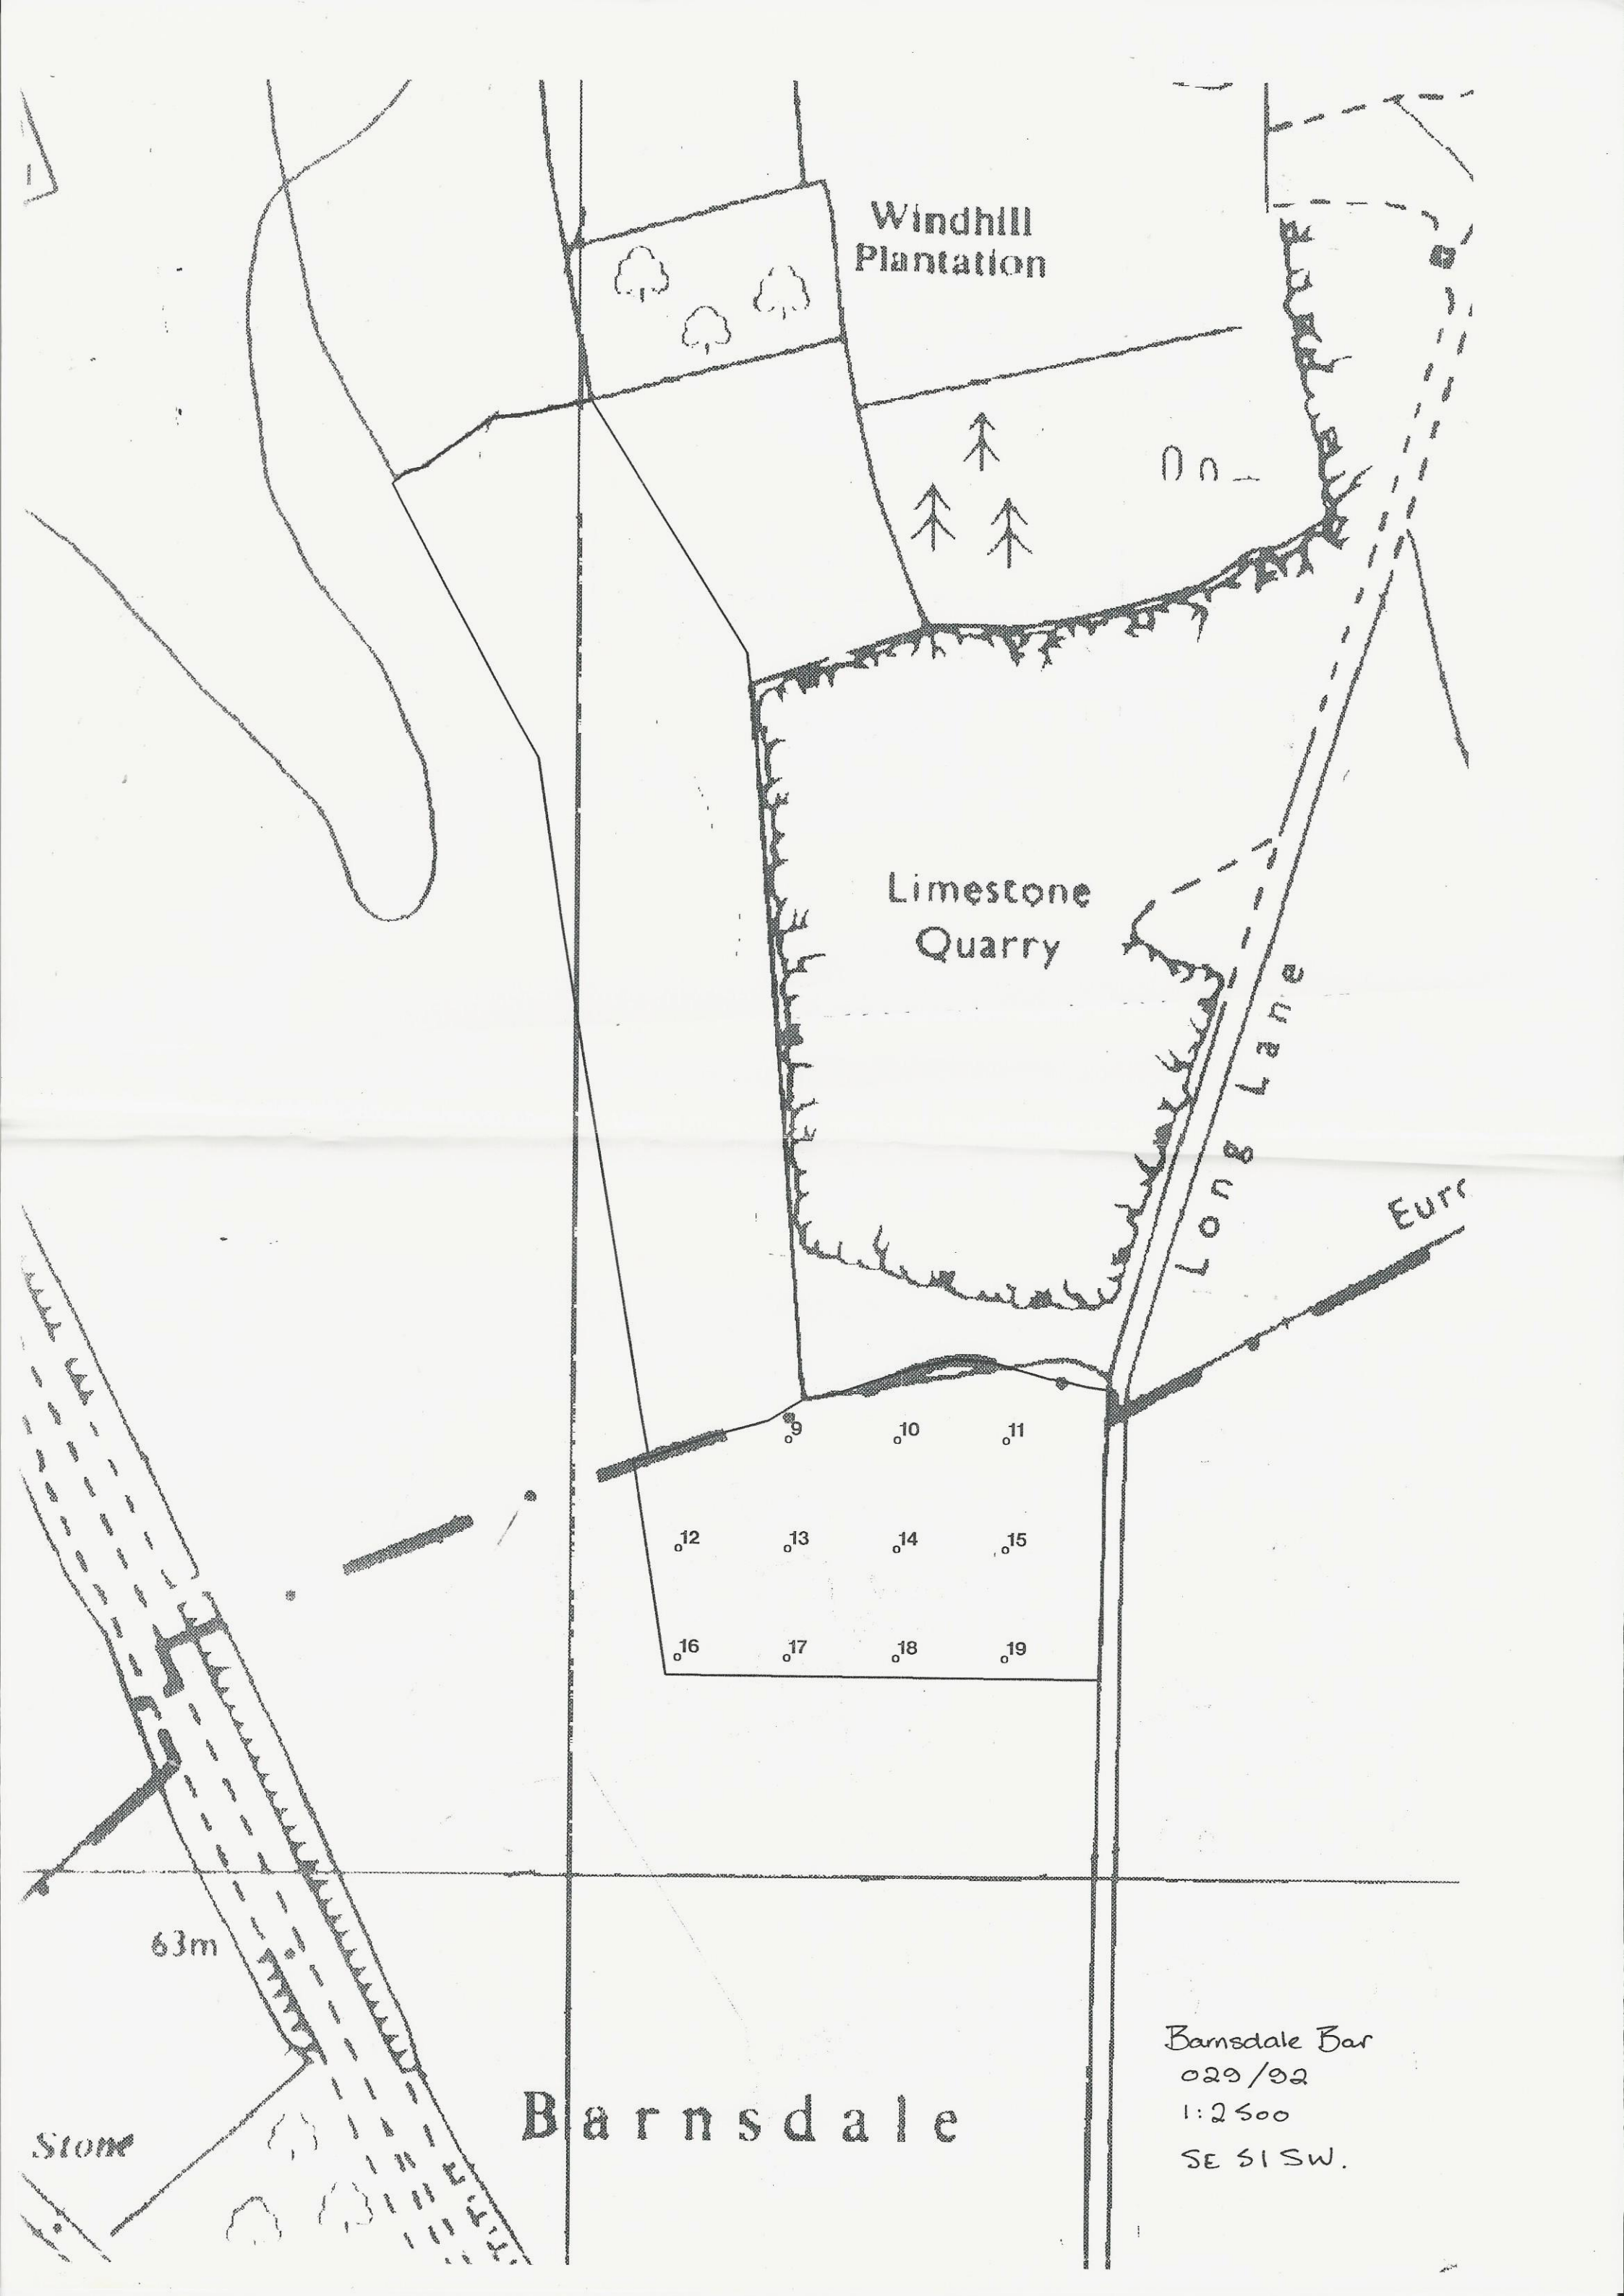 Windhill
Plantation
Limestone
Quarry
Long Lane
9
10
11
12
13
14
15
16
17
18
19
63m
Barnsdale
Stone
Barnsdale Bar
029/92
1:2500
SE 51 SW.